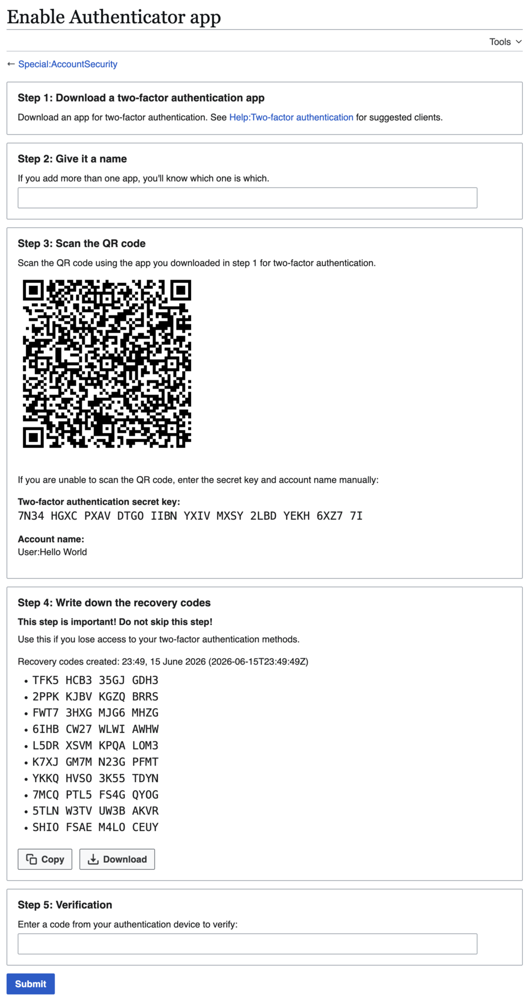 Enable Authenticator app
Tools
← Special:AccountSecurity
Step 1: Download a two-factor authentication app
Download an app for two-factor authentication. See Help:Two-factor authentication for suggested clients.
Step 2: Give it a name
If you add more than one app, you'll know which one is which.
Step 3: Scan the QR code
Scan the QR code using the app you downloaded in step 1 for two-factor authentication.
If you are unable to scan the QR code, enter the secret key and account name manually:
Two-factor authentication secret key:
7N34 HGXC PXAV DTGO IIBN YXIV MXSY 2LBD YEKH 6XZ7 7I
Account name:
User:Hello World
Step 4: Write down the recovery codes
This step is important! Do not skip this step!
Use this if you lose access to your two-factor authentication methods.
Recovery codes created: 23:49, 15 June 2026 (2026-06-15T23:49:49Z)
• TFK5 HCB3 35GJ GDH3
• 2PPK KJBV KGZQ BRRS
• FWT7 3HXG MJG6 MHZG
• 6IHB CW27 WLWI AWHW
• L5DR XSVM KPQA LOM3
• K7XJ GM7M N23G PFMT
• YKKQ HVSO 3K55 TDYN
• 7MCQ PTL5 FS4G QYOG
• 5TLN W3TV UW3B AKVR
• SHIO FSAE M4LO CEUY
Copy Download
Step 5: Verification
Enter a code from your authentication device to verify:
Submit